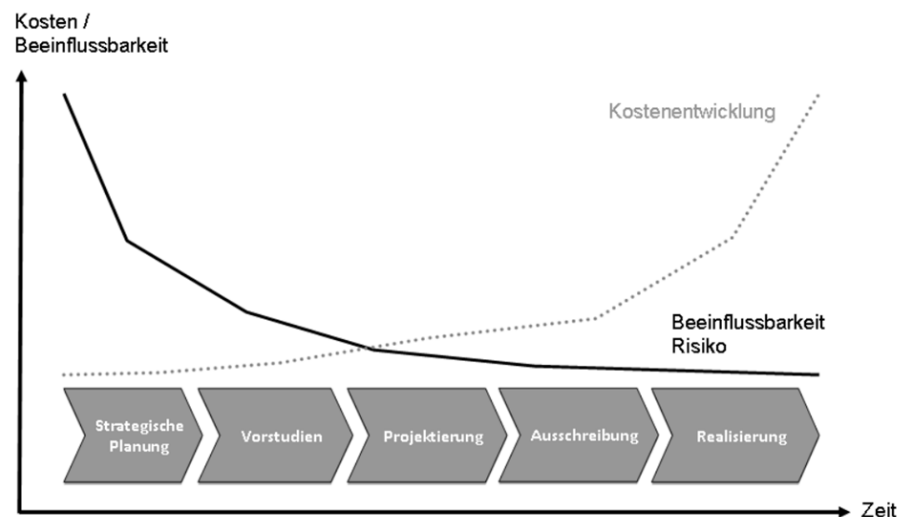 Kosten /
Beeinflussbarkeit
Kostenentwicklung
Beeinflussbarkeit
Risiko
Strategische
Planung
Vorstudien
Projektierung
Ausschreibung
Realisierung
Zeit